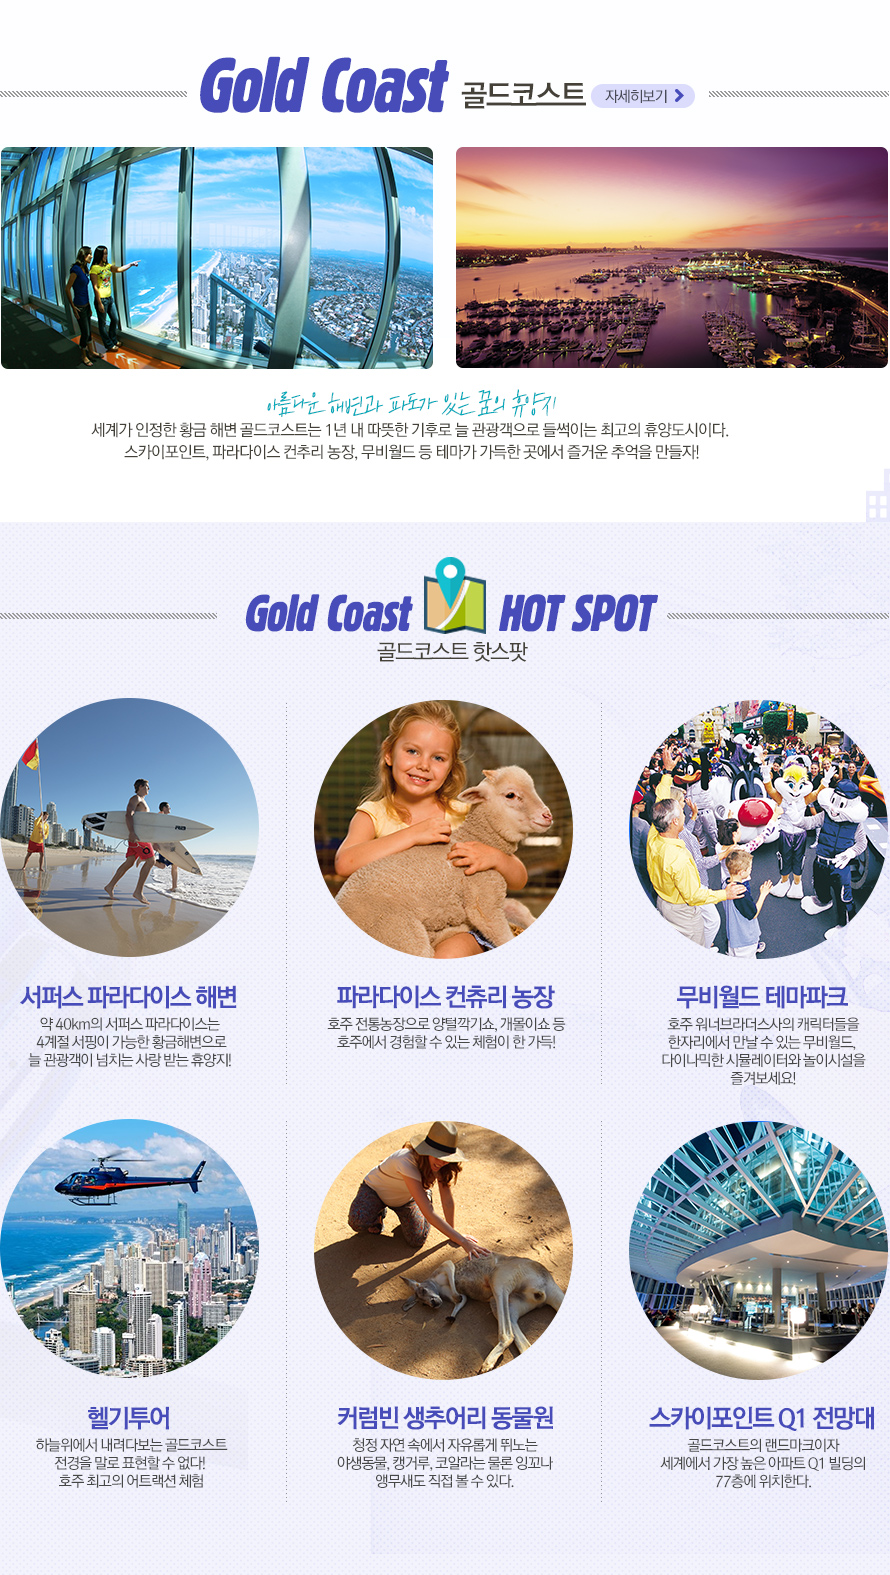 Gold Coast 골드코스트 자세히보기
아름다운 해변과 파도가 있는 꿈의 휴양지
세계가 인정한 황금 해변 골드코스트는 1년 내 따뜻한 기후로 늘 관광객으로 들썩이는 최고의 휴양도시이다.
스카이포인트, 파라다이스 컨추리 농장, 무비월드 등 테마가 가득한 곳에서 즐거운 추억을 만들자!
Gold Coast HOT SPOT
골드코스트 핫스팟
서퍼스 파라다이스 해변
약 40km의 서퍼스 파라다이스는
4계절 서핑이 가능한 황금해변으로
늘 관광객이 넘치는 사랑 받는 휴양지!
파라다이스 컨츄리 농장
호주 전통농장으로 양털깍기쇼, 개몰이쇼 등
호주에서 경험할 수 있는 체험이 한 가득!
무비월드 테마파크
호주 워너브라더스사의 캐릭터들을
한자리에서 만날 수 있는 무비월드,
다이나믹한 시뮬레이터와 놀이시설을
즐겨보세요!
헬기투어
하늘위에서 내려다보는 골드코스트
전경을 말로 표현할 수 없다!
호주 최고의 어트랙션 체험
커럼빈 생추어리 동물원
청정 자연 속에서 자유롭게 뛰노는
야생동물, 캥거루, 코알라는 물론 잉꼬나
앵무새도 직접 볼 수 있다.
스카이포인트 Q1 전망대
골드코스트의 랜드마크이자
세계에서 가장 높은 아파트 Q1 빌딩의
77층에 위치한다.